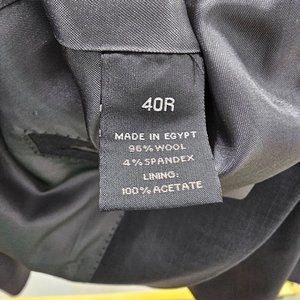 40R
MADE IN EGYPT
96% WOOL
4% SPANDEX
LINING:
100% ACETATE